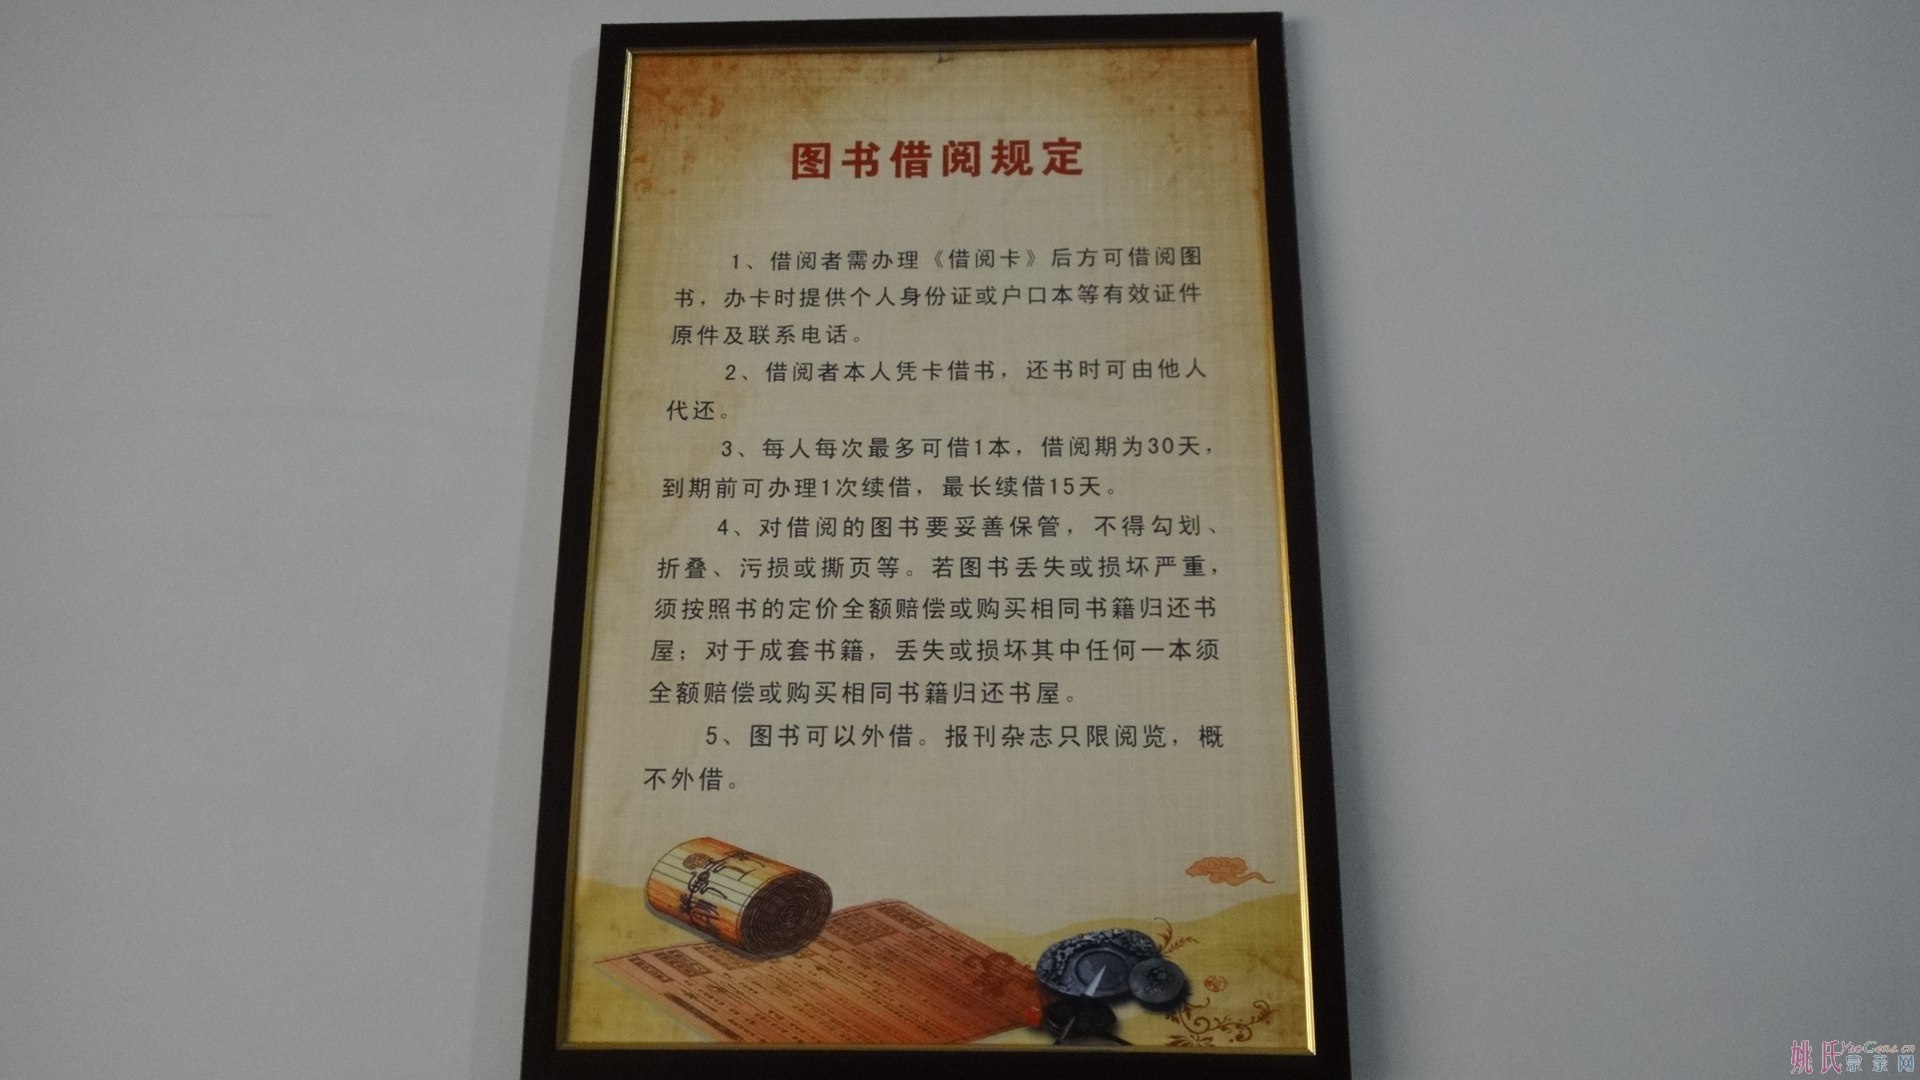 图书借阅规定
1、借阅者需办理《借阅卡》后方可借阅图
书，办卡时提供个人身份证或户口本等有效证件
原件及联系电话。
2、借阅者本人凭卡借书，还书时可由他人
代还。
3、每人每次最多可借1本，借阅期为30天，
到期前可办理1次续借，最长续借15天。
4、对借阅的图书要妥善保管，不得勾划、
折叠、污损或撕页等。若图书丢失或损坏严重，
须按照书的定价全额赔偿或购买相同书籍归还书
屋；对于成套书籍，丢失或损坏其中任何一本须
全额赔偿或购买相同书籍归还书屋。
5、图书可以外借。报刊杂志只限阅览，概
不外借。
姚氏YaoGens.cn
宗亲网